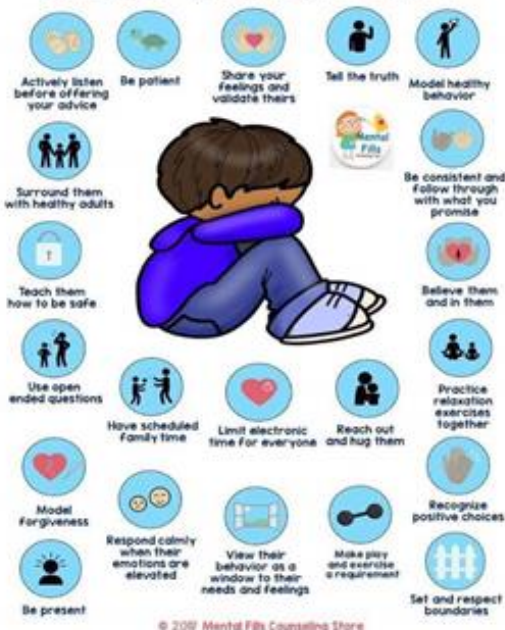 Actively listen
before offering
your advice
Be patient
Share your
feelings and
validate theirs
Tell the truth
Model healthy
behavior
Mental
Fills
Surround them
with healthy adults
Be consistent and
follow through
with what you
promise
Teach them
how to be safe
Believe them
and in them
Use open
ended questions
Have scheduled
family time
Limit electronic
time for everyone
Reach out
and hug them
Practice
relaxation
exercises
together
Model
forgiveness
Respond calmly
when their
emotions are
elevated
View their
behavior as a
window to their
needs and feelings
Make play
and exercise
a requirement
Recognize
positive choices
Be present
Set and respect
boundaries
© 2017 Mental Fills Counseling Store